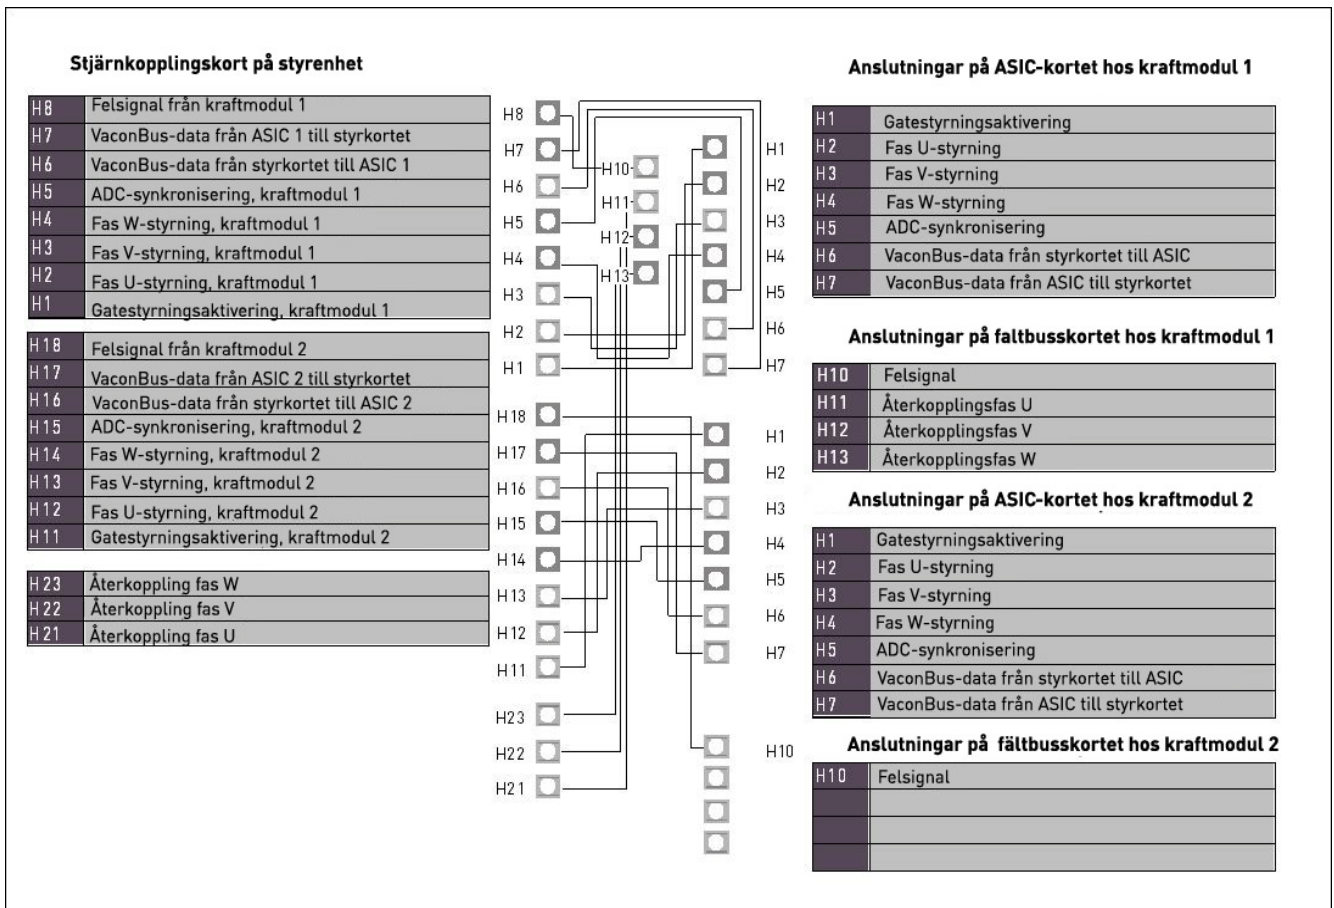 Stjärnkopplingskort på styrenhet
H8 Felsignal från kraftmodul 1
H7 VaconBus-data från ASIC 1 till styrkortet
H6 VaconBus-data från styrkortet till ASIC 1
H5 ADC-synkronisering, kraftmodul 1
H4 Fas W-styrning, kraftmodul 1
H3 Fas V-styrning, kraftmodul 1
H2 Fas U-styrning, kraftmodul 1
H1 Gatestyrningsaktivering, kraftmodul 1
H18 Felsignal från kraftmodul 2
H17 VaconBus-data från ASIC 2 till styrkortet
H16 VaconBus-data från styrkortet till ASIC 2
H15 ADC-synkronisering, kraftmodul 2
H14 Fas W-styrning, kraftmodul 2
H13 Fas V-styrning, kraftmodul 2
H12 Fas U-styrning, kraftmodul 2
H11 Gatestyrningsaktivering, kraftmodul 2
H23 Återkoppling fas W
H22 Återkoppling fas V
H21 Återkoppling fas U
H8
H7
H6
H5
H4
H3
H2
H1
H18
H17
H16
H15
H14
H13
H12
H11
H23
H22
H21
H10
H11
H12
H13
H1
H2
H3
H4
H5
H6
H7
H1
H2
H3
H4
H5
H6
H7
H10
Anslutningar på ASIC-kortet hos kraftmodul 1
H1 Gatestyrningsaktivering
H2 Fas U-styrning
H3 Fas V-styrning
H4 Fas W-styrning
H5 ADC-synkronisering
H6 VaconBus-data från styrkortet till ASIC
H7 VaconBus-data från ASIC till styrkortet
Anslutningar på faltbusskortet hos kraftmodul 1
H10 Felsignal
H11 Återkopplingsfas U
H12 Återkopplingsfas V
H13 Återkopplingsfas W
Anslutningar på ASIC-kortet hos kraftmodul 2
H1 Gatestyrningsaktivering
H2 Fas U-styrning
H3 Fas V-styrning
H4 Fas W-styrning
H5 ADC-synkronisering
H6 VaconBus-data från styrkortet till ASIC
H7 VaconBus-data från ASIC till styrkortet
Anslutningar på fältbusskortet hos kraftmodul 2
H10 Felsignal